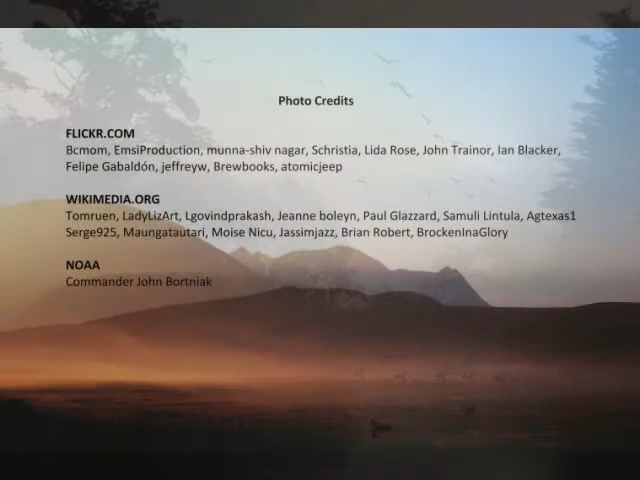 Photo Credits
FLICKR.COM
Bcmom, EmsiProduction, munna-shiv nagar, Schristia, Lida Rose, John Trainor, Ian Blacker,
Felipe Gabaldón, jeffreyw, Brewbooks, atomicjeep
WIKIMEDIA.ORG
Tomruen, LadyLizArt, Lgovindprakash, Jeanne boleyn, Paul Glazzard, Samuli Lintula, Agtexas1
Serge925, Maungatautari, Moise Nicu, Jassimjazz, Brian Robert, BrockenInaGlory
NOAA
Commander John Bortniak